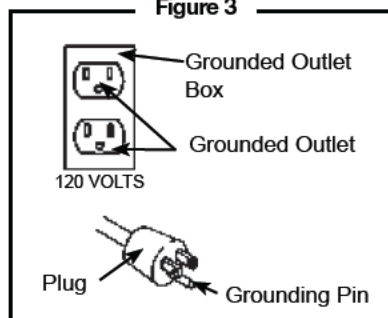 Figure 3
Grounded Outlet
Box
Grounded Outlet
120 VOLTS
Plug
Grounding Pin